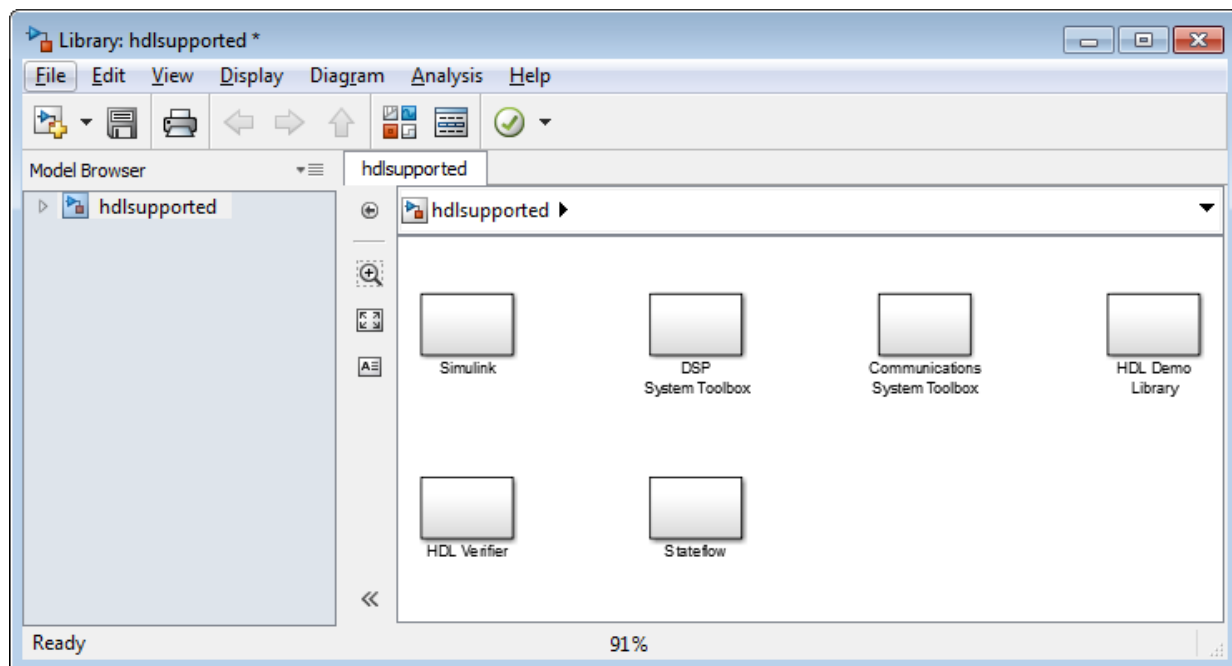 Library: hdlsupported *
File Edit View Display Diagram Analysis Help
Model Browser
hdlsupported
hdlsupported
hdlsupported
A
Simulink
DSP
System Toolbox
Communications
System Toolbox
HDL Demo
Library
HDL Verifier
Stateflow
Ready
91%